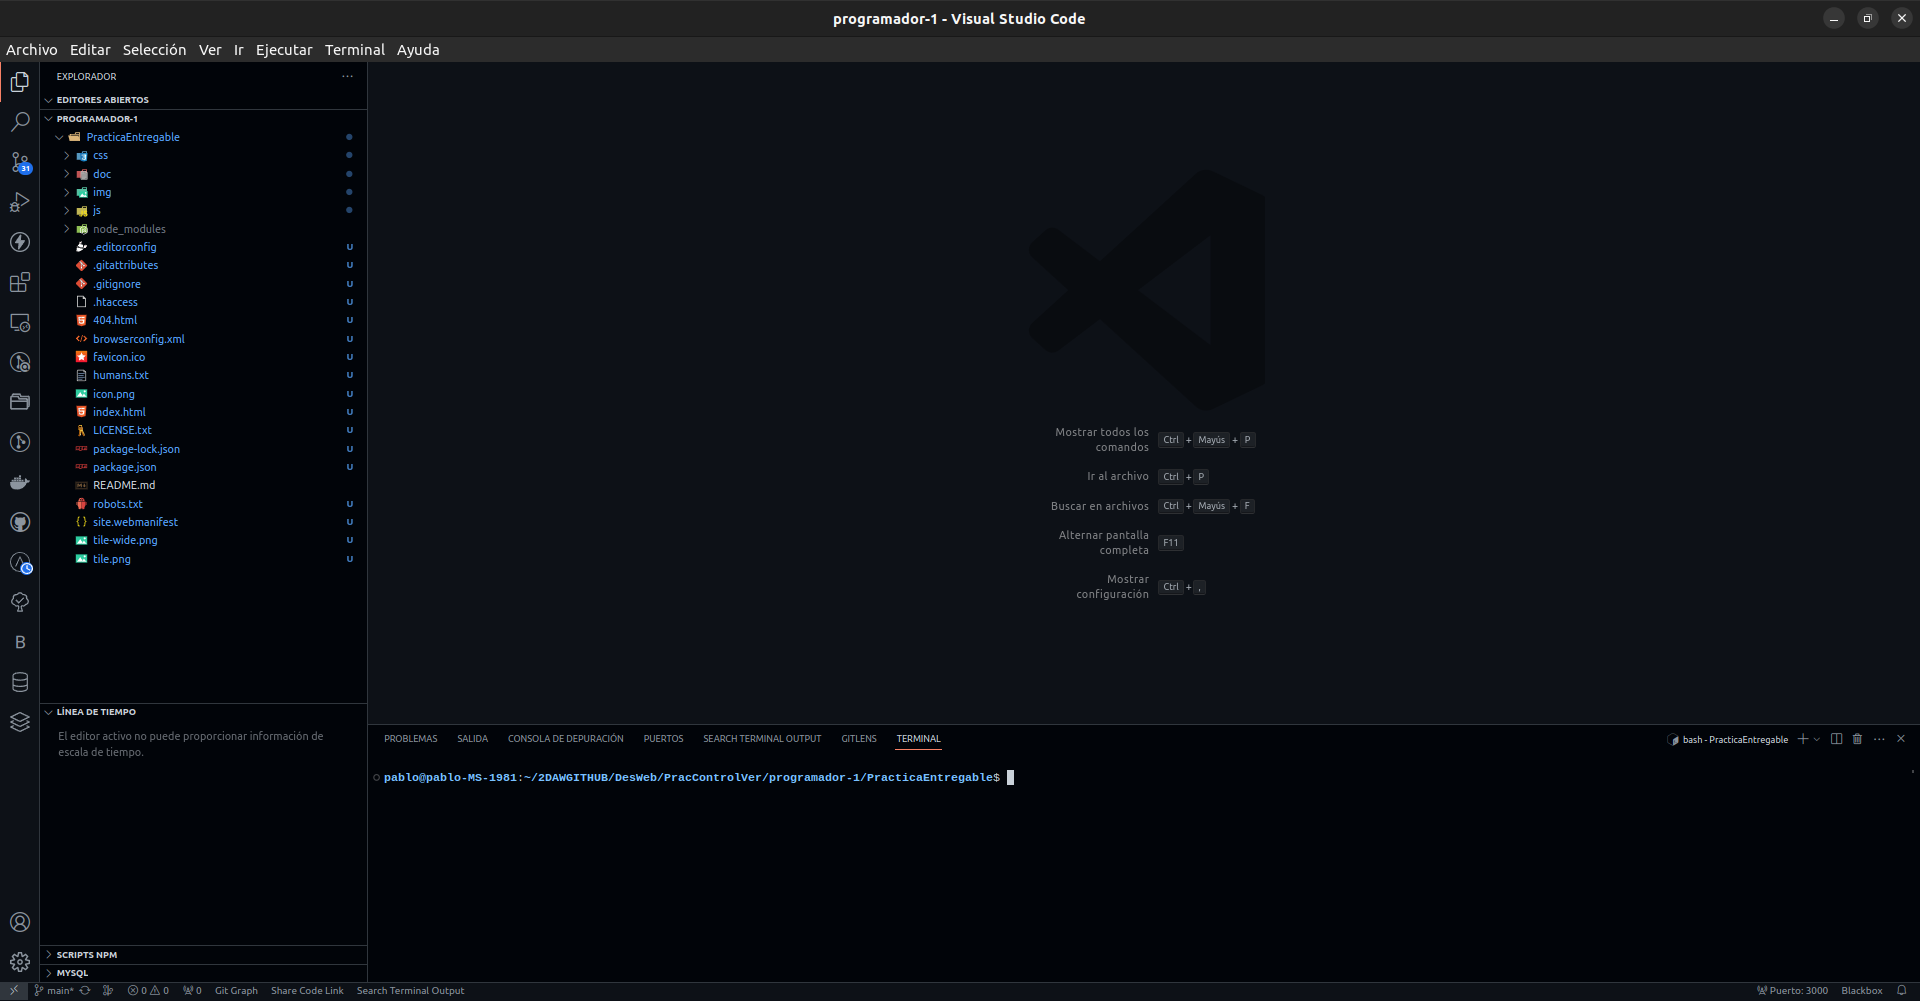 programador-1 - Visual Studio Code
Archivo Editar Selección Ver Ir Ejecutar Terminal Ayuda
EXPLORADOR
EDITORES ABIERTOS
PROGRAMADOR-1
PracticaEntregable
css
doc
img
js
node_modules
.editorconfig U
.gitattributes U
.gitignore U
.htaccess U
404.html U
browserconfig.xml U
favicon.ico U
humans.txt U
icon.png U
index.html U
LICENSE.txt U
package-lock.json U
package.json U
README.md
robots.txt U
site.webmanifest U
tile-wide.png U
tile.png U
31
B
LÍNEA DE TIEMPO
El editor activo no puede proporcionar información de
escala de tiempo.
SCRIPTS NPM
MYSQL
Mostrar todos los
comandos Ctrl + Mayús + P
Ir al archivo Ctrl + P
Buscar en archivos Ctrl + Mayús + F
Alternar pantalla
completa F11
Mostrar
configuración Ctrl + ,
PROBLEMAS SALIDA CONSOLA DE DEPURACIÓN PUERTOS SEARCH TERMINAL OUTPUT GITLENS TERMINAL
bash - PracticaEntregable
pablo@pablo-MS-1981:~/2DAWGITHUB/DesWeb/PracControlVer/programador-1/PracticaEntregable$
main* 0 0 0 Git Graph Share Code Link Search Terminal Output Puerto: 3000 Blackbox